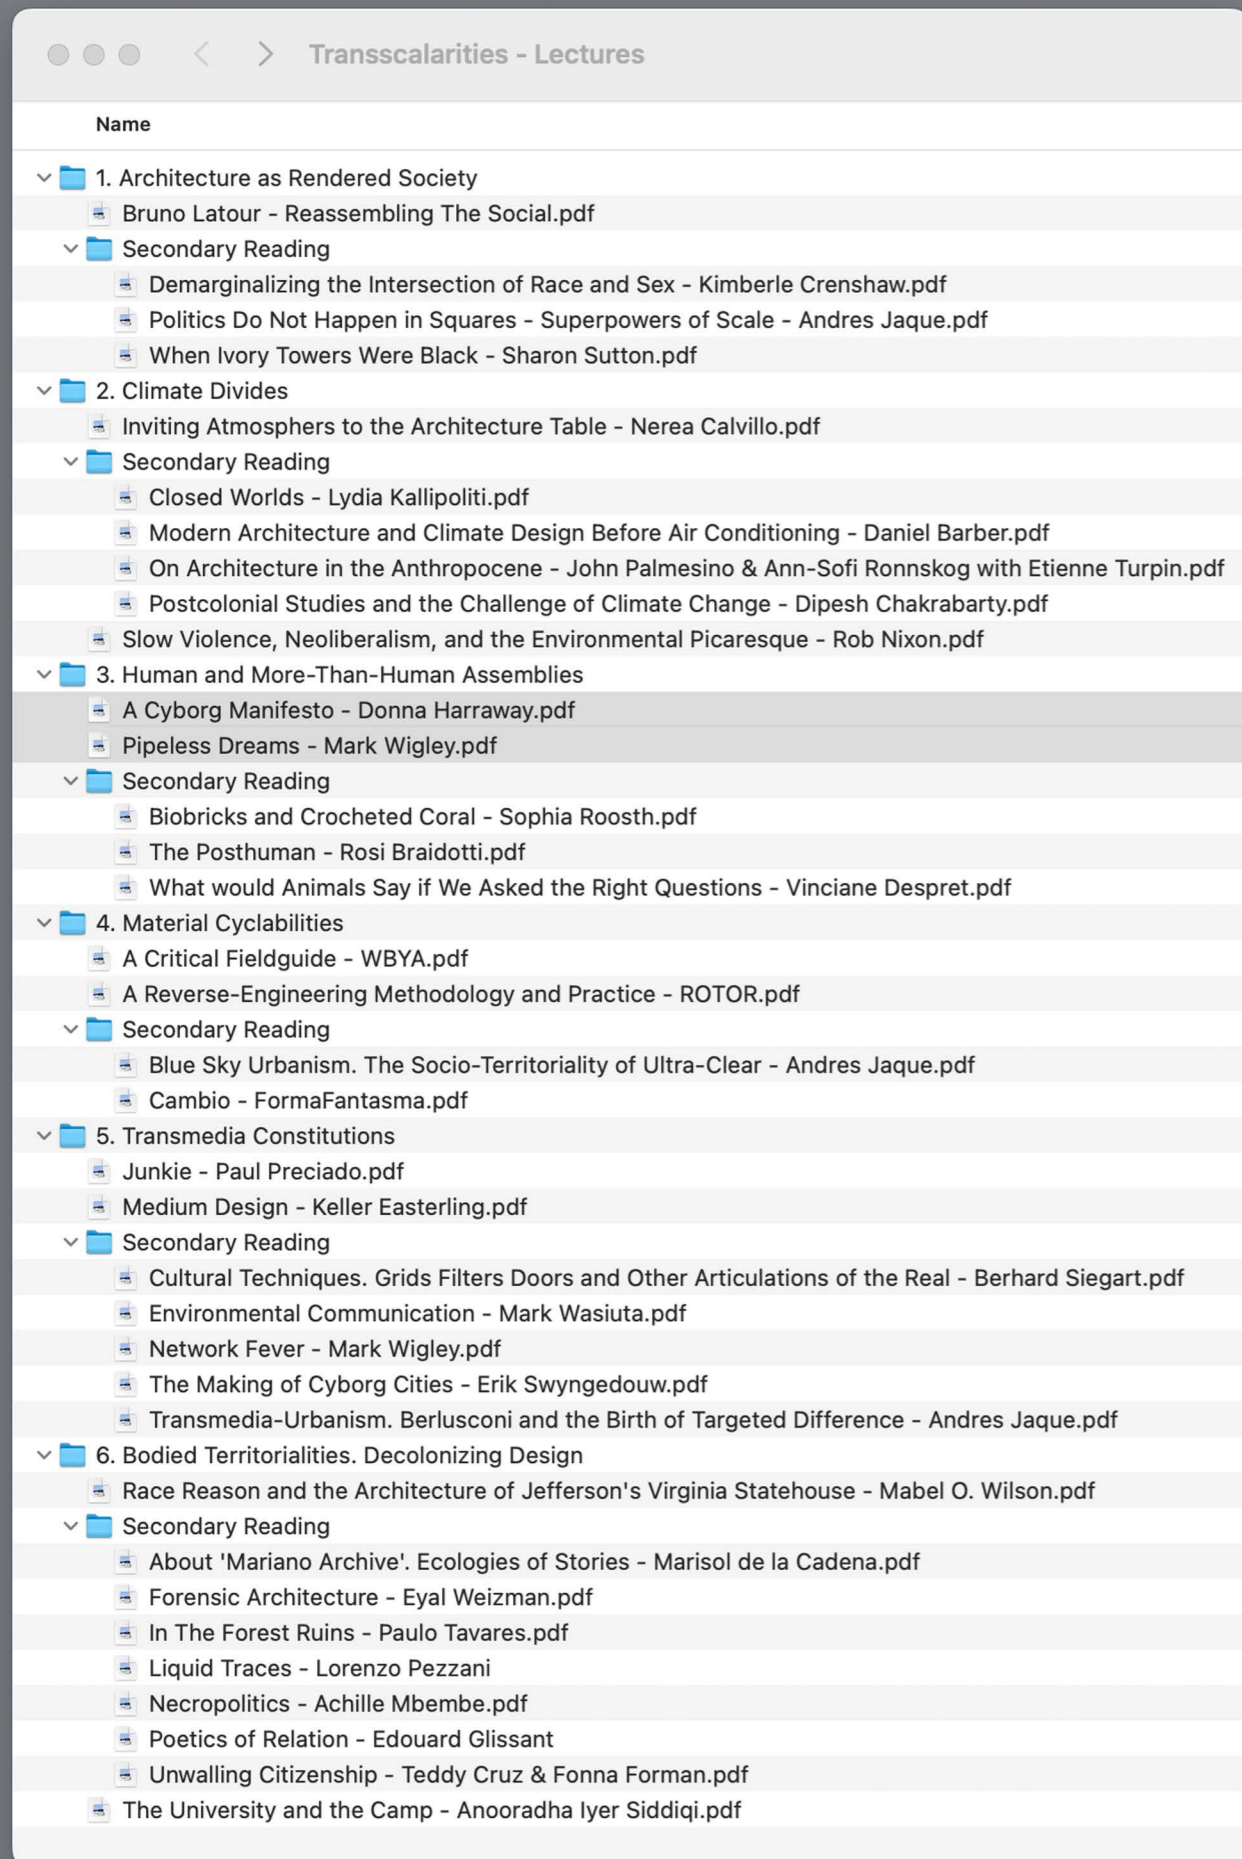 Transscalarities - Lectures
Name
1. Architecture as Rendered Society
Bruno Latour - Reassembling The Social.pdf
Secondary Reading
Demarginalizing the Intersection of Race and Sex - Kimberle Crenshaw.pdf
Politics Do Not Happen in Squares - Superpowers of Scale - Andres Jaque.pdf
When Ivory Towers Were Black - Sharon Sutton.pdf
2. Climate Divides
Inviting Atmosphers to the Architecture Table - Nerea Calvillo.pdf
Secondary Reading
Closed Worlds - Lydia Kallipoliti.pdf
Modern Architecture and Climate Design Before Air Conditioning - Daniel Barber.pdf
On Architecture in the Anthropocene - John Palmesino & Ann-Sofi Ronnskog with Etienne Turpin.pdf
Postcolonial Studies and the Challenge of Climate Change - Dipesh Chakrabarty.pdf
Slow Violence, Neoliberalism, and the Environmental Picaresque - Rob Nixon.pdf
3. Human and More-Than-Human Assemblies
A Cyborg Manifesto - Donna Harraway.pdf
Pipeless Dreams - Mark Wigley.pdf
Secondary Reading
Biobricks and Crocheted Coral - Sophia Roosth.pdf
The Posthuman - Rosi Braidotti.pdf
What would Animals Say if We Asked the Right Questions - Vinciane Despret.pdf
4. Material Cyclabilities
A Critical Fieldguide - WBYA.pdf
A Reverse-Engineering Methodology and Practice - ROTOR.pdf
Secondary Reading
Blue Sky Urbanism. The Socio-Territoriality of Ultra-Clear - Andres Jaque.pdf
Cambio - FormaFantasma.pdf
5. Transmedia Constitutions
Junkie - Paul Preciado.pdf
Medium Design - Keller Easterling.pdf
Secondary Reading
Cultural Techniques. Grids Filters Doors and Other Articulations of the Real - Berhard Siegart.pdf
Environmental Communication - Mark Wasiuta.pdf
Network Fever - Mark Wigley.pdf
The Making of Cyborg Cities - Erik Swyngedouw.pdf
Transmedia-Urbanism. Berlusconi and the Birth of Targeted Difference - Andres Jaque.pdf
6. Bodied Territorialities. Decolonizing Design
Race Reason and the Architecture of Jefferson's Virginia Statehouse - Mabel O. Wilson.pdf
Secondary Reading
About 'Mariano Archive'. Ecologies of Stories - Marisol de la Cadena.pdf
Forensic Architecture - Eyal Weizman.pdf
In The Forest Ruins - Paulo Tavares.pdf
Liquid Traces - Lorenzo Pezzani
Necropolitics - Achille Mbembe.pdf
Poetics of Relation - Edouard Glissant
Unwalling Citizenship - Teddy Cruz & Fonna Forman.pdf
The University and the Camp - Anooradha Iyer Siddiqi.pdf